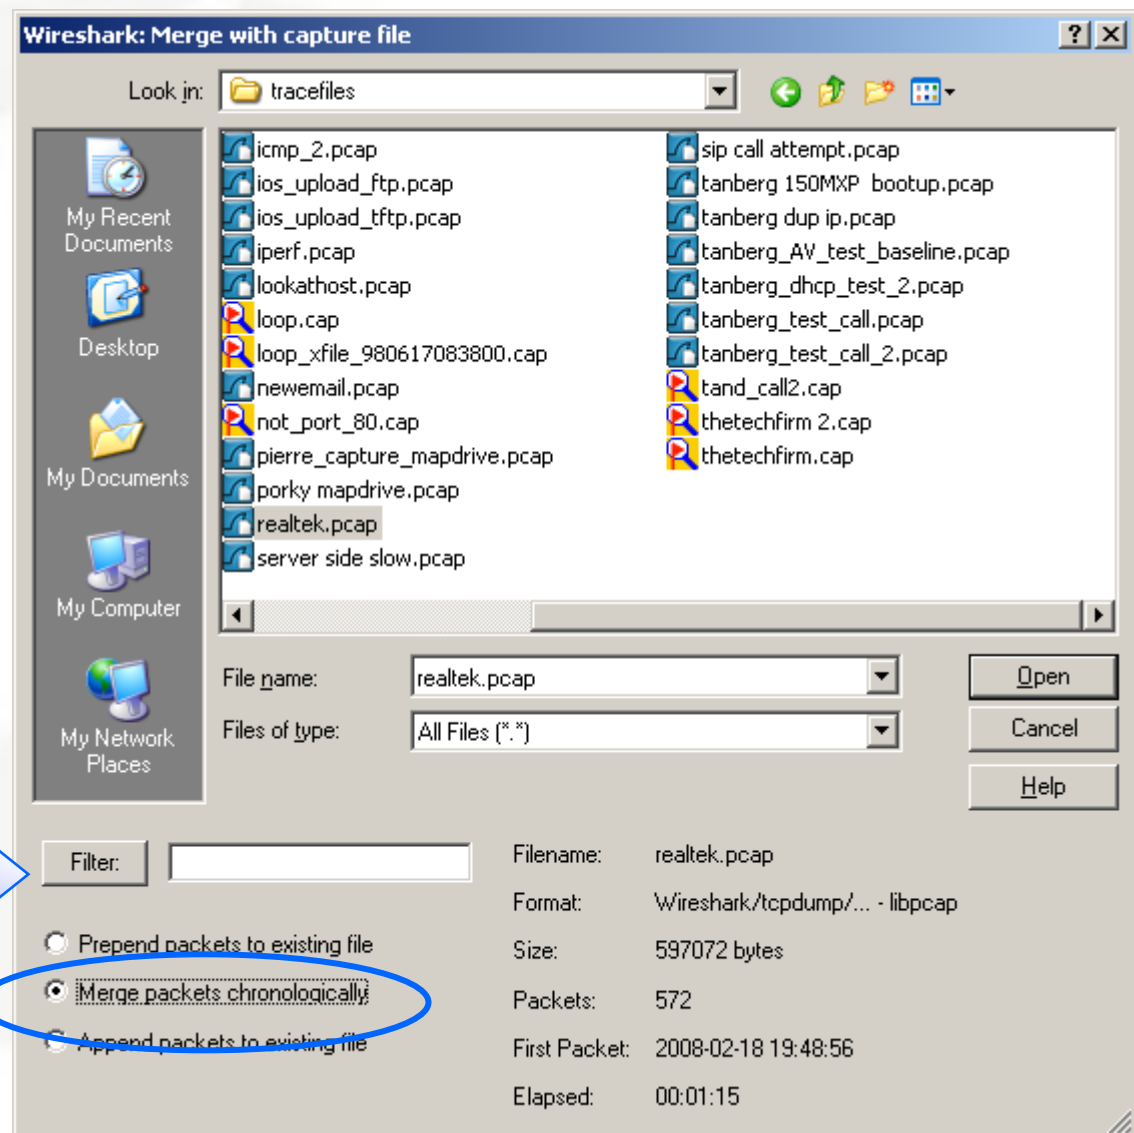 Wireshark: Merge with capture file
Look in: tracefiles
My Recent
Documents
Desktop
My Documents
My Computer
My Network
Places
icmp_2.pcap
ios_upload_ftp.pcap
ios_upload_tftp.pcap
iperf.pcap
lookathost.pcap
loop.cap
loop_xfile_980617083800.cap
newemail.pcap
not_port_80.cap
pierre_capture_mapdrive.pcap
porky mapdrive.pcap
realtek.pcap
server side slow.pcap
sip call attempt.pcap
tanberg 150MXP bootup.pcap
tanberg dup ip.pcap
tanberg_AV_test_baseline.pcap
tanberg_dhcp_test_2.pcap
tanberg_test_call.pcap
tanberg_test_call_2.pcap
tand_call2.cap
thetechfirm 2.cap
thetechfirm.cap
File name: realtek.pcap Open
Files of type: All Files (*.*) Cancel
Help
Filter:
Prepend packets to existing file
Merge packets chronologically
Append packets to existing file
Filename: realtek.pcap
Format: Wireshark/tcpdump/... - libpcap
Size: 597072 bytes
Packets: 572
First Packet: 2008-02-18 19:48:56
Elapsed: 00:01:15